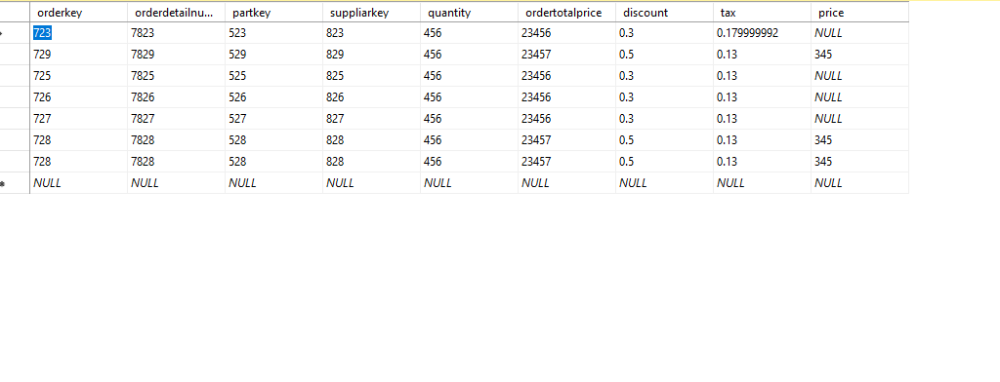 orderkey orderdetailnu... partkey suppliarkey quantity ordertotalprice discount tax price
723 7823 523 823 456 23456 0.3 0.179999992 NULL
729 7829 529 829 456 23457 0.5 0.13 345
725 7825 525 825 456 23456 0.3 0.13 NULL
726 7826 526 826 456 23456 0.3 0.13 NULL
727 7827 527 827 456 23456 0.3 0.13 NULL
728 7828 528 828 456 23457 0.5 0.13 345
728 7828 528 828 456 23457 0.5 0.13 345
NULL NULL NULL NULL NULL NULL NULL NULL NULL